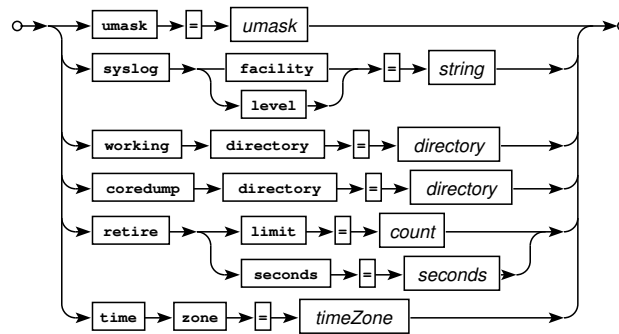 umask = umask
syslog facility = string
level
working directory = directory
coredump directory = directory
retire limit = count
seconds = seconds
time zone = timeZone